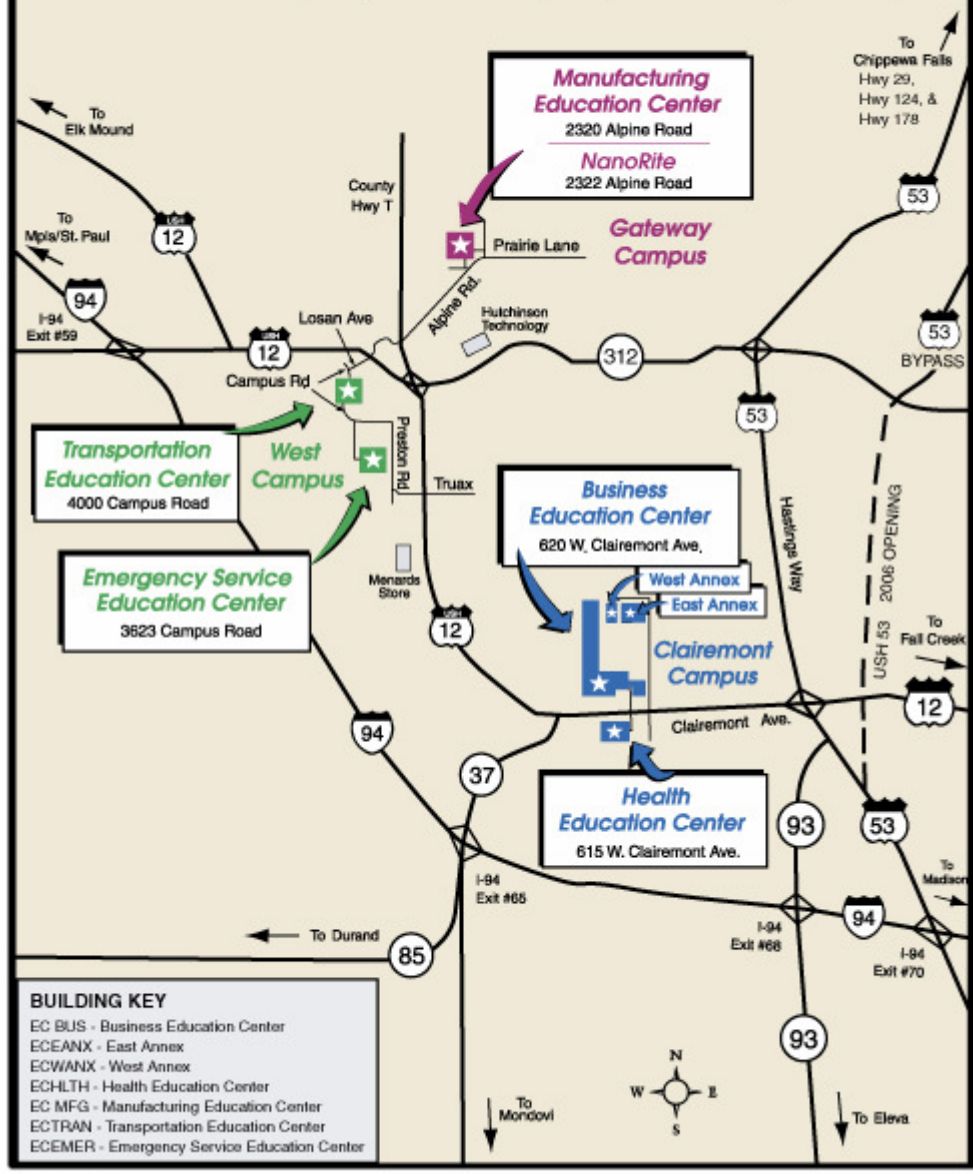 To
Chippewa Falls
Hwy 29,
Hwy 124, &
Hwy 178
Manufacturing
Education Center
2320 Alpine Road
NanoRite
2322 Alpine Road
To
Elk Mound
County
Hwy T
53
To
Mpls/St. Paul
USH
12
Gateway
Campus
Prairie Lane
94
I-94
Exit #59
Losan Ave
Alpine Rd.
Hutchinson
Technology
53
BYPASS
USH
12
312
Campus Rd
53
Transportation
Education Center
4000 Campus Road
West
Campus
Preston Rd
Truax
Business
Education Center
620 W. Clairemont Ave.
Hastings Way
USH 53 2006 OPENING
Emergency Service
Education Center
3623 Campus Road
Menards
Store
West Annex
East Annex
USH
12
Clairemont
Campus
To
Fall Creek
12
Clairemont Ave.
94
37
Health
Education Center
615 W. Clairemont Ave.
93
53
To
Madison
I-94
Exit #65
94
I-94
Exit #68
I-94
Exit #70
To Durand
85
BUILDING KEY
EC BUS - Business Education Center
ECEANX - East Annex
ECWANX - West Annex
ECHLTH - Health Education Center
EC MFG - Manufacturing Education Center
ECTRAN - Transportation Education Center
ECEMER - Emergency Service Education Center
93
N
W
E
S
To
Mondovi
To Eleva